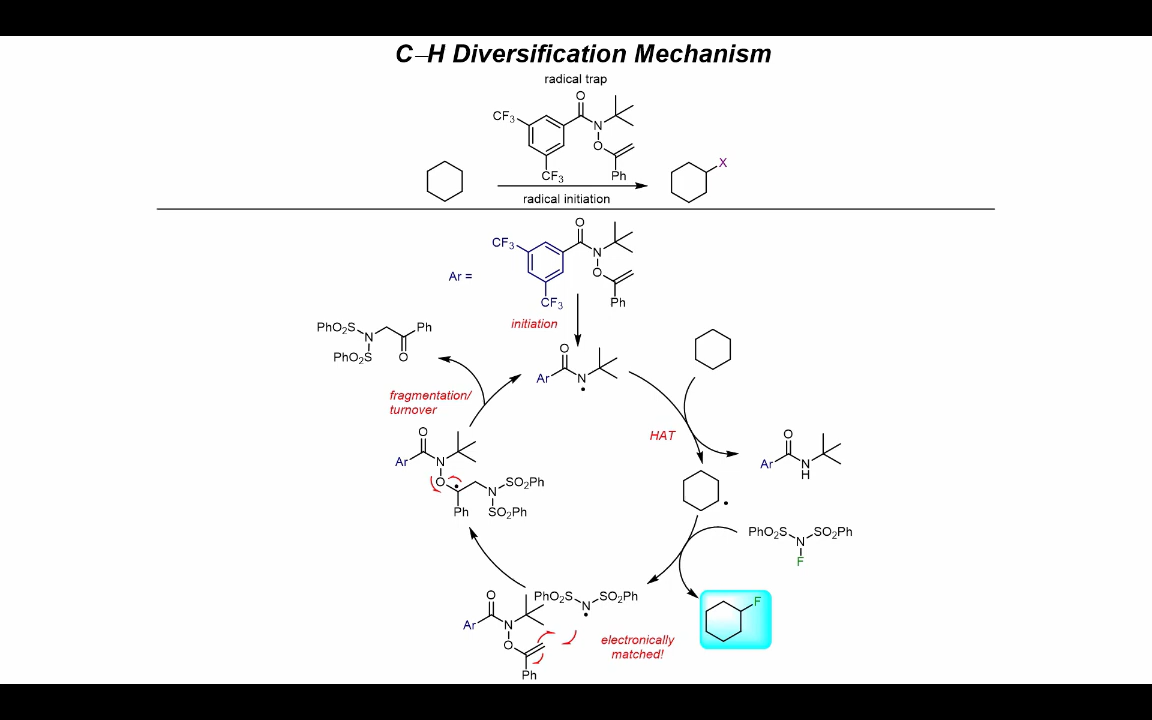 C–H Diversification Mechanism
radical trap
O
CF3
N
O
CF3
Ph
X
radical initiation
O
CF3
N
Ar =
O
CF3
Ph
initiation
PhO2S
N
Ph
PhO2S
O
O
Ar
N
fragmentation/
turnover
HAT
O
Ar
N
O
SO2Ph
N
Ph
SO2Ph
O
Ar
N
H
PhO2S
SO2Ph
N
F
PhO2S
SO2Ph
N
O
Ar
N
O
Ph
F
electronically
matched!